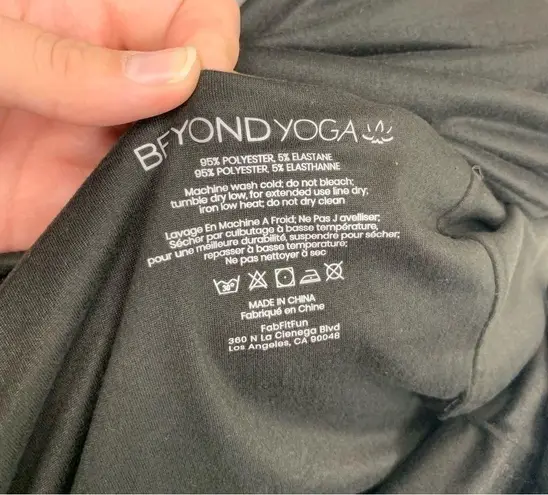 BEYOND YOGA
95% POLYESTER, 5% ELASTANE
95% POLYESTER, 5% ELASTHANNE
Machine wash cold; do not bleach;
tumble dry low, for extended use line dry;
iron low heat; do not dry clean
Lavage En Machine A Froid; Ne Pas J avelliser;
Sécher par culbutage à basse température,
pour une meilleure durabilité, suspendre pour sécher;
repasser à basse température;
Ne pas nettoyer à sec
30°
MADE IN CHINA
Fabriqué en Chine
FabFitFun
360 N La Cienega Blvd
Los Angeles, CA 90048